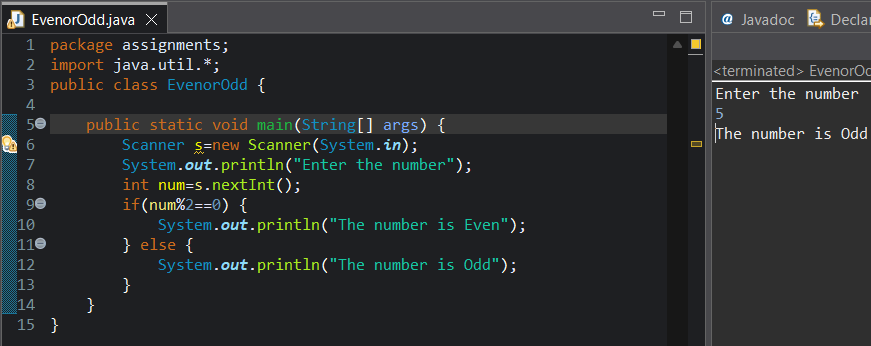 EvenorOdd.java
1 package assignments;
2 import java.util.*;
3 public class EvenorOdd {
4
5 public static void main(String[] args) {
6 Scanner s=new Scanner(System.in);
7 System.out.println("Enter the number");
8 int num=s.nextInt();
9 if(num%2==0) {
10 System.out.println("The number is Even");
11 } else {
12 System.out.println("The number is Odd");
13 }
14 }
15 }
@ Javadoc Declar
<terminated> EvenorOd
Enter the number
5
The number is Odd